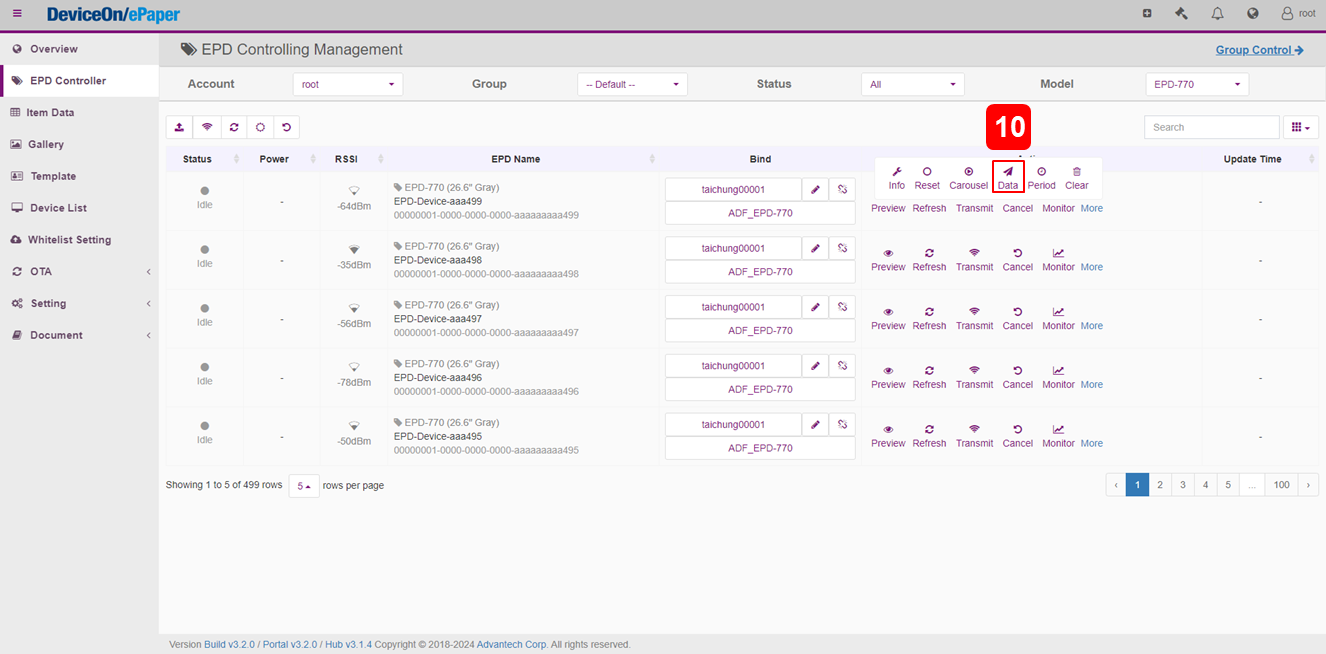 DeviceOn/ePaper
root
Overview
EPD Controller
Item Data
Gallery
Template
Device List
Whitelist Setting
OTA
Setting
Document
EPD Controlling Management
Group Control
Account root Group -- Default -- Status All Model EPD-770
10
Search
Status Power RSSI EPD Name Bind Update Time
Info Reset Carousel Data Period Clear
Idle - -64dBm EPD-770 (26.6" Gray)
EPD-Device-aaa499
00000001-0000-0000-0000-aaaaaaaaa499
taichung00001
ADF_EPD-770
Preview Refresh Transmit Cancel Monitor More -
Idle - -35dBm EPD-770 (26.6" Gray)
EPD-Device-aaa498
00000001-0000-0000-0000-aaaaaaaaa498
taichung00001
ADF_EPD-770
Preview Refresh Transmit Cancel Monitor More -
Idle - -56dBm EPD-770 (26.6" Gray)
EPD-Device-aaa497
00000001-0000-0000-0000-aaaaaaaaa497
taichung00001
ADF_EPD-770
Preview Refresh Transmit Cancel Monitor More -
Idle - -78dBm EPD-770 (26.6" Gray)
EPD-Device-aaa496
00000001-0000-0000-0000-aaaaaaaaa496
taichung00001
ADF_EPD-770
Preview Refresh Transmit Cancel Monitor More -
Idle - -50dBm EPD-770 (26.6" Gray)
EPD-Device-aaa495
00000001-0000-0000-0000-aaaaaaaaa495
taichung00001
ADF_EPD-770
Preview Refresh Transmit Cancel Monitor More -
Showing 1 to 5 of 499 rows 5 rows per page
‹ 1 2 3 4 5 ... 100 ›
Version Build v3.2.0 / Portal v3.2.0 / Hub v3.1.4 Copyright © 2018-2024 Advantech Corp. All rights reserved.